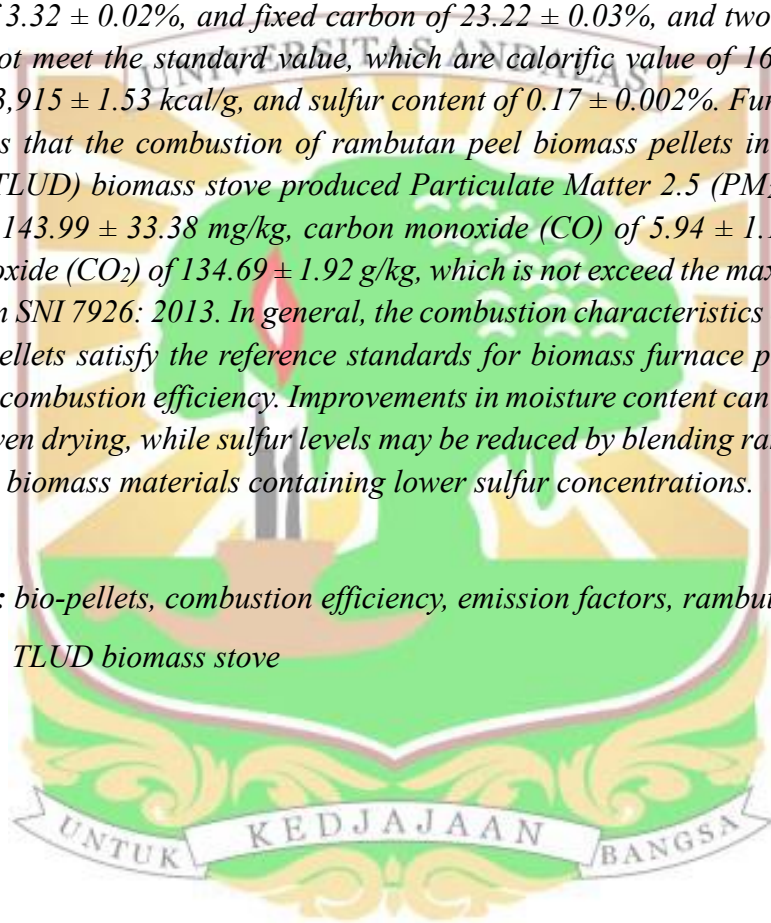 3.32 ± 0.02%, and fixed carbon of 23.22 ± 0.03%, and two
ot meet the standard value, which are calorific value of 16
UNIVERSITAS ANDALAS
3,915 ± 1.53 kcal/g, and sulfur content of 0.17 ± 0.002%. Fur
s that the combustion of rambutan peel biomass pellets in
TLUD) biomass stove produced Particulate Matter 2.5 (PM
143.99 ± 33.38 mg/kg, carbon monoxide (CO) of 5.94 ± 1.1
oxide (CO₂) of 134.69 ± 1.92 g/kg, which is not exceed the max
n SNI 7926: 2013. In general, the combustion characteristics
ellets satisfy the reference standards for biomass furnace p
combustion efficiency. Improvements in moisture content can
ven drying, while sulfur levels may be reduced by blending ra
biomass materials containing lower sulfur concentrations.
: bio-pellets, combustion efficiency, emission factors, rambut
TLUD biomass stove
UNTUK KEDJAJAAN BANGSA